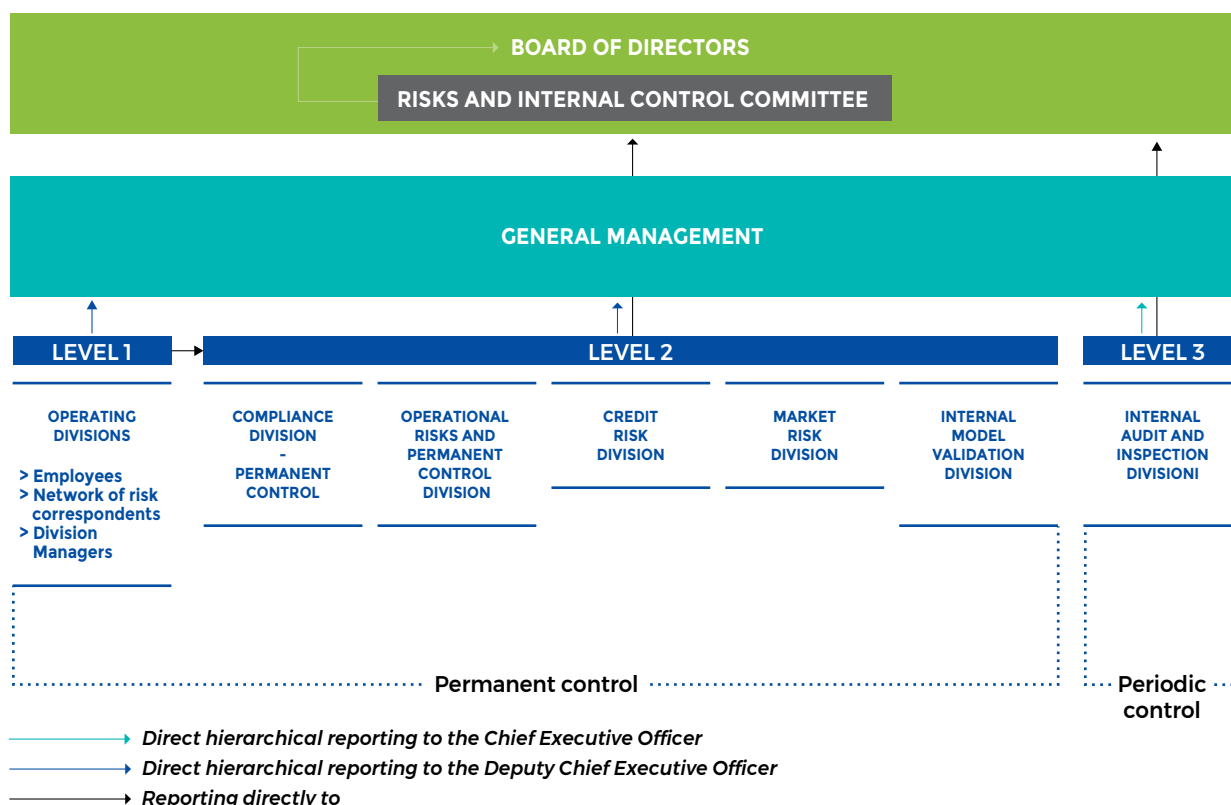 BOARD OF DIRECTORS
RISKS AND INTERNAL CONTROL COMMITTEE
GENERAL MANAGEMENT
LEVEL 1
LEVEL 2
LEVEL 3
OPERATING
DIVISIONS
> Employees
> Network of risk
correspondents
> Division
Managers
COMPLIANCE
DIVISION
-
PERMANENT
CONTROL
OPERATIONAL
RISKS AND
PERMANENT
CONTROL
DIVISION
CREDIT
RISK
DIVISION
MARKET
RISK
DIVISION
INTERNAL
MODEL
VALIDATION
DIVISION
INTERNAL
AUDIT AND
INSPECTION
DIVISIONI
Permanent control
Periodic
control
Direct hierarchical reporting to the Chief Executive Officer
Direct hierarchical reporting to the Deputy Chief Executive Officer
Reporting directly to